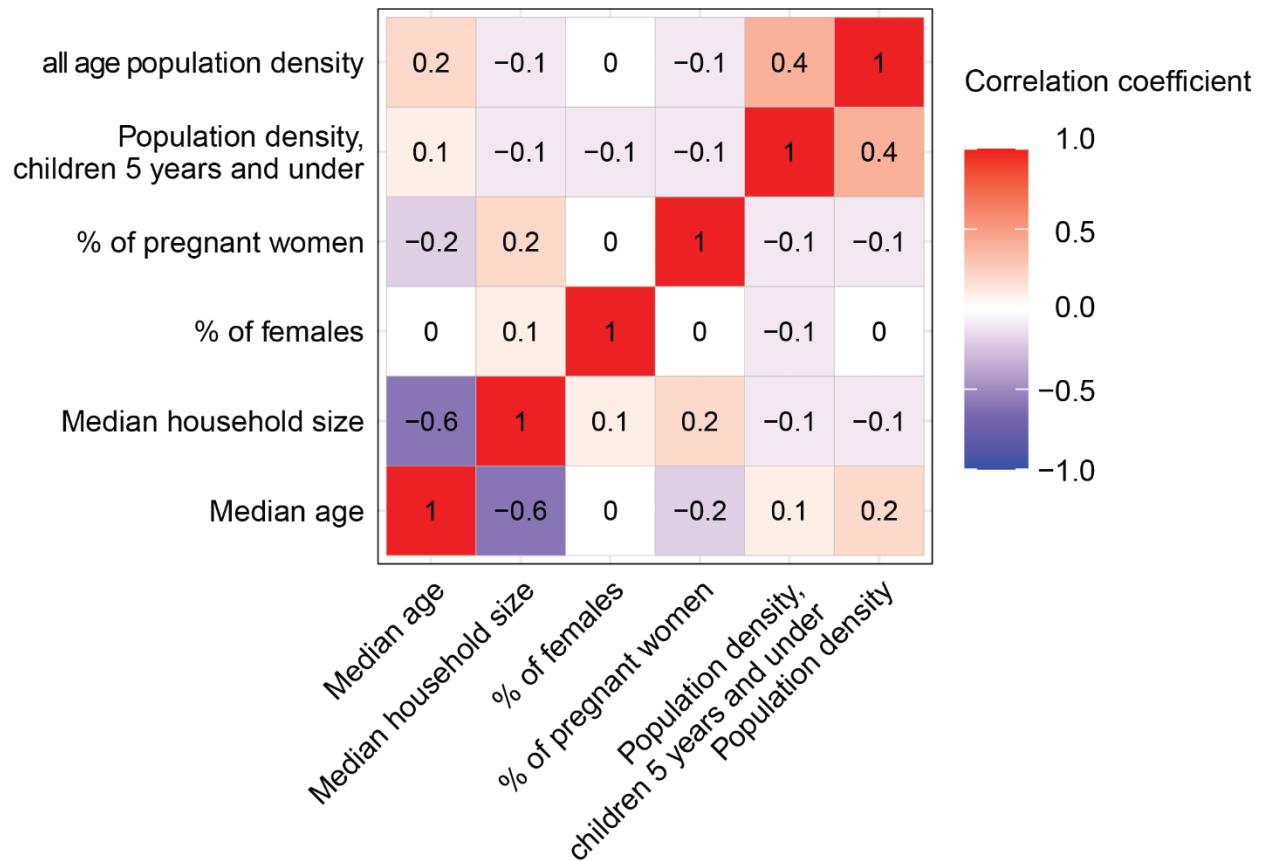 all age population density
0.2 −0.1 0 −0.1 0.4 1
Population density,
children 5 years and under
0.1 −0.1 −0.1 −0.1 1 0.4
% of pregnant women
−0.2 0.2 0 1 −0.1 −0.1
% of females
0 0.1 1 0 −0.1 0
Median household size
−0.6 1 0.1 0.2 −0.1 −0.1
Median age
1 −0.6 0 −0.2 0.1 0.2
Median age
Median household size
% of females
% of pregnant women
Population density,
children 5 years and under
Population density
Correlation coefficient
1.0
0.5
0.0
−0.5
−1.0